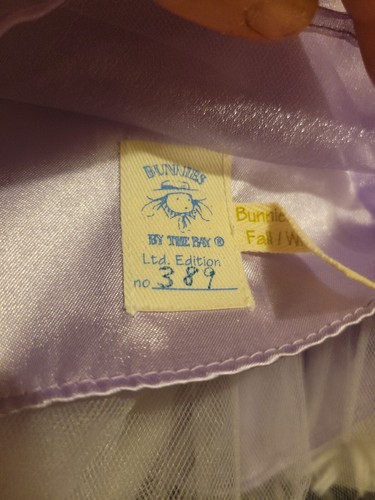 BUNNIES
BY THE BAY ®
Ltd. Edition
no. 389
Bunnie
Fall / W